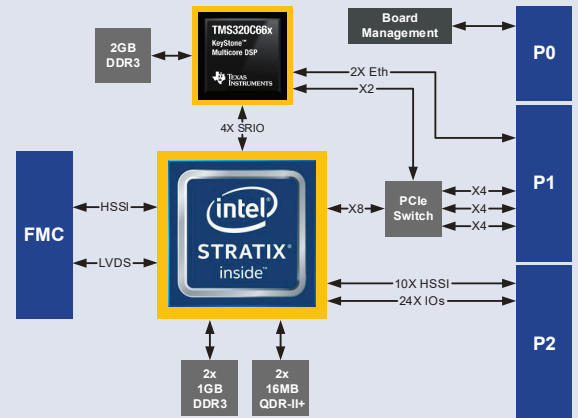 TMS320C66x
KeyStone™
Multicore DSP
TEXAS
INSTRUMENTS
2GB
DDR3
Board
Management
P0
2X Eth
X2
4X SRIO
FMC
HSSI
LVDS
intel®
STRATIX®
inside™
X8
PCIe
Switch
X4
X4
X4
P1
10X HSSI
24X IOs
P2
2x
1GB
DDR3
2x
16MB
QDR-II+